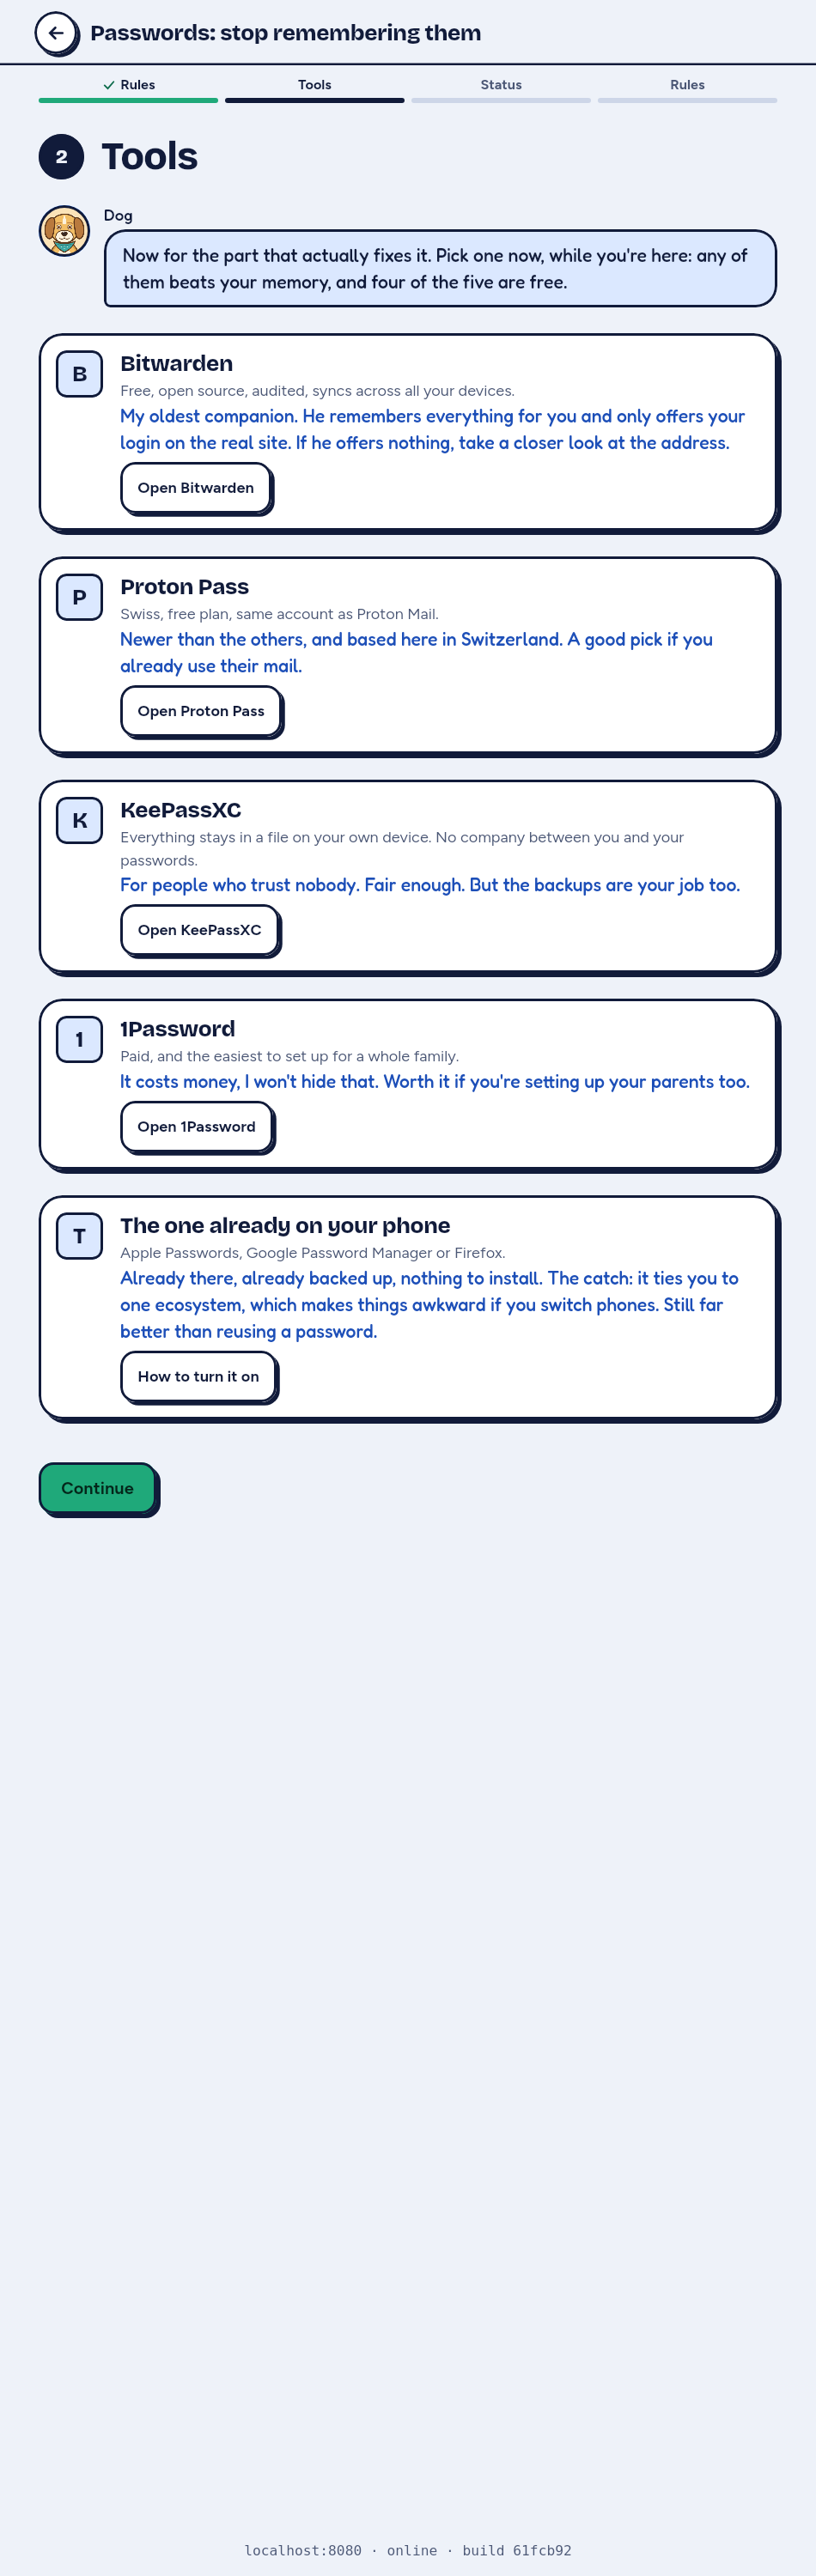 Passwords: stop remembering them
Rules
Tools
Status
Rules
2
Tools
Dog
Now for the part that actually fixes it. Pick one now, while you're here: any of
them beats your memory, and four of the five are free.
B
Bitwarden
Free, open source, audited, syncs across all your devices.
My oldest companion. He remembers everything for you and only offers your
login on the real site. If he offers nothing, take a closer look at the address.
Open Bitwarden
P
Proton Pass
Swiss, free plan, same account as Proton Mail.
Newer than the others, and based here in Switzerland. A good pick if you
already use their mail.
Open Proton Pass
K
KeePassXC
Everything stays in a file on your own device. No company between you and your
passwords.
For people who trust nobody. Fair enough. But the backups are your job too.
Open KeePassXC
1
1Password
Paid, and the easiest to set up for a whole family.
It costs money, I won't hide that. Worth it if you're setting up your parents too.
Open 1Password
T
The one already on your phone
Apple Passwords, Google Password Manager or Firefox.
Already there, already backed up, nothing to install. The catch: it ties you to
one ecosystem, which makes things awkward if you switch phones. Still far
better than reusing a password.
How to turn it on
Continue
localhost:8080 · online · build 61fcb92